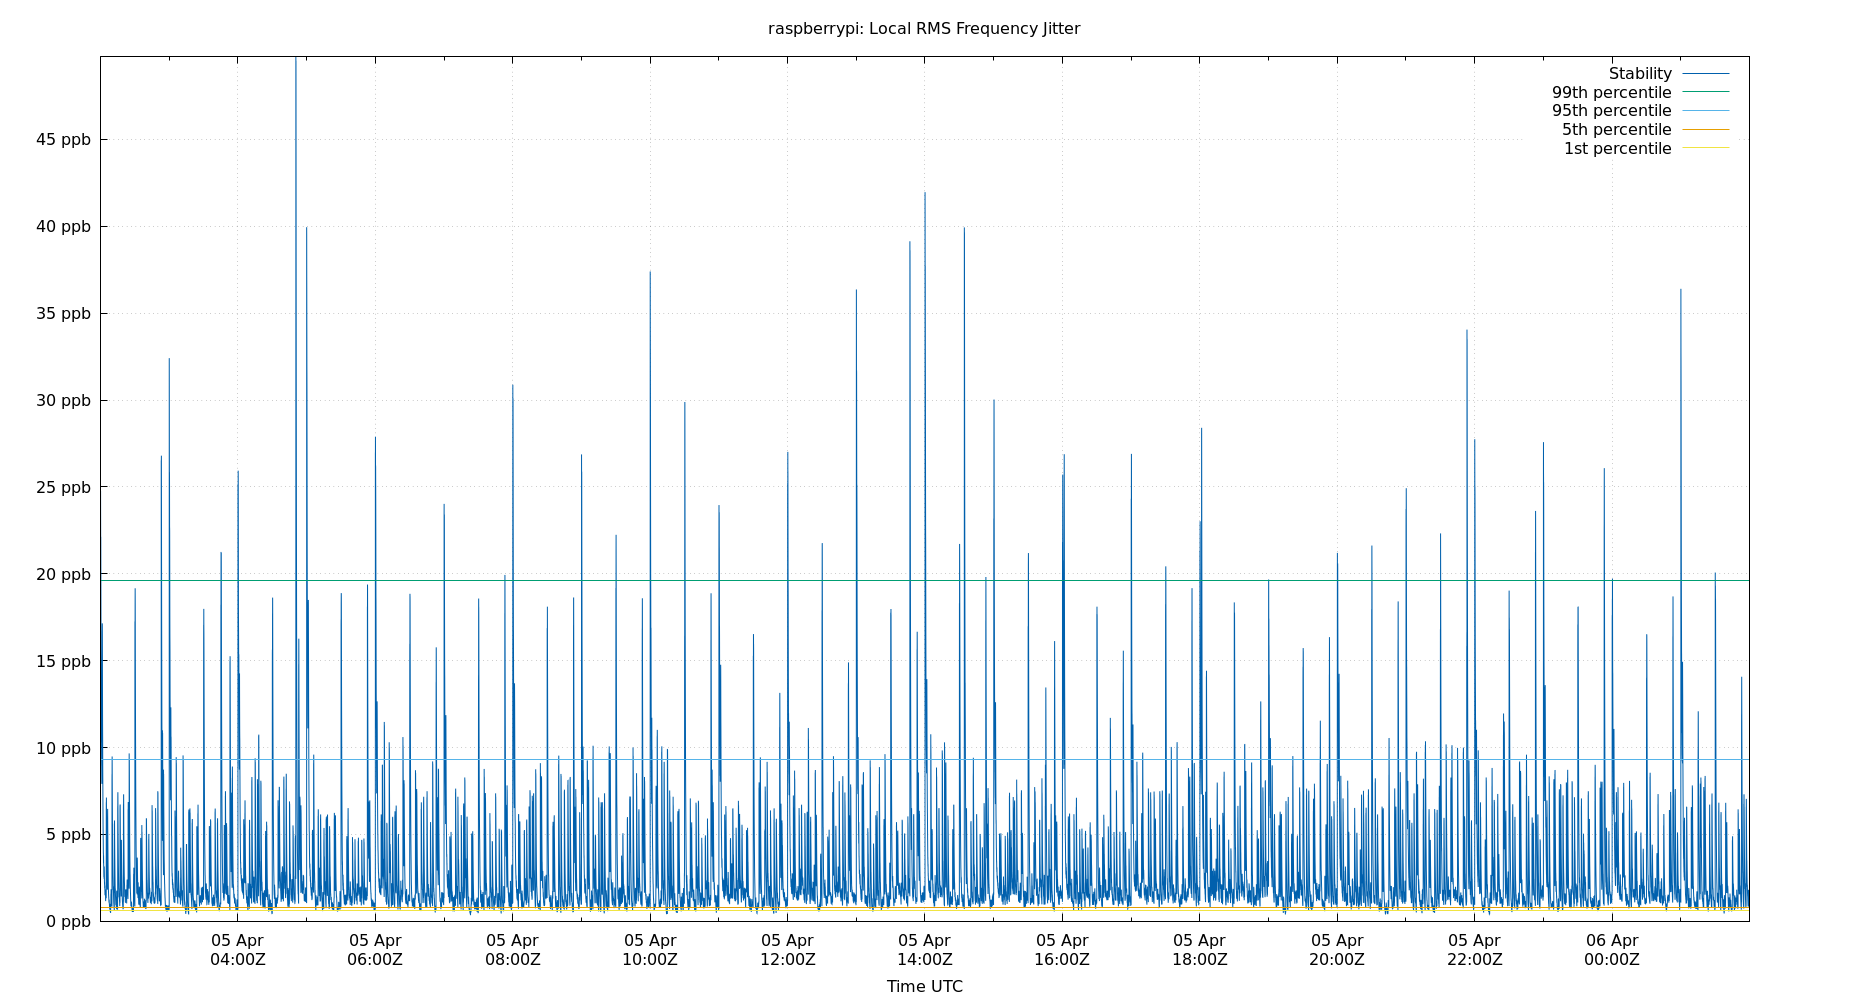 raspberrypi: Local RMS Frequency Jitter
Stability
99th percentile
95th percentile
5th percentile
1st percentile
45 ppb
40 ppb
35 ppb
30 ppb
25 ppb
20 ppb
15 ppb
10 ppb
5 ppb
0 ppb
05 Apr 05 Apr 05 Apr 05 Apr 05 Apr 05 Apr 05 Apr 05 Apr 05 Apr 05 Apr 06 Apr
04:00Z 06:00Z 08:00Z 10:00Z 12:00Z 14:00Z 16:00Z 18:00Z 20:00Z 22:00Z 00:00Z
Time UTC